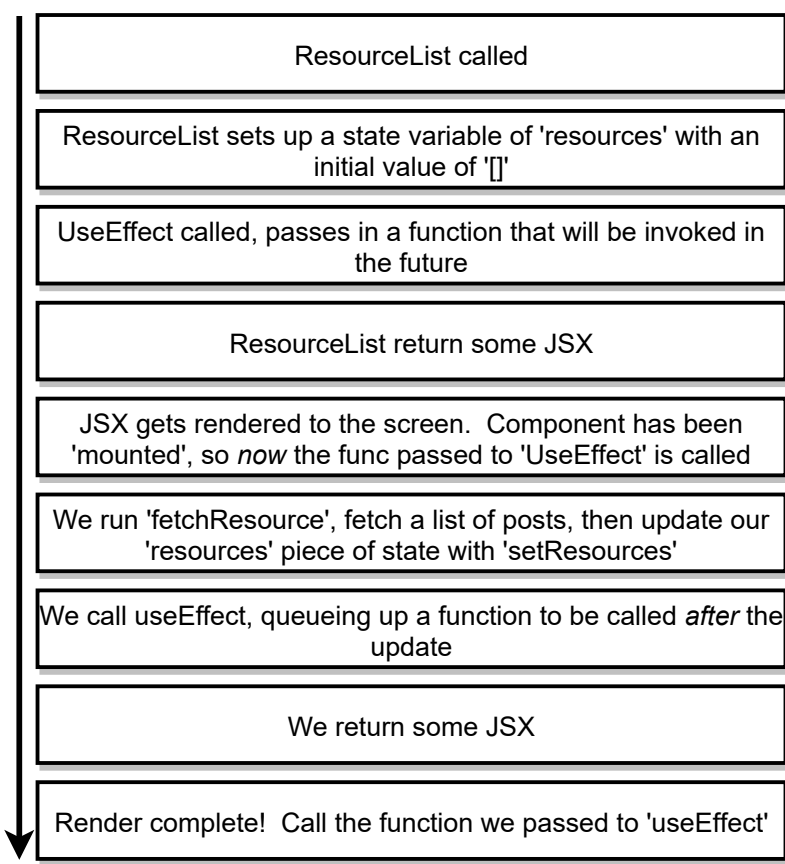 ResourceList called
ResourceList sets up a state variable of 'resources' with an
initial value of '[]'
UseEffect called, passes in a function that will be invoked in
the future
ResourceList return some JSX
JSX gets rendered to the screen.  Component has been
'mounted', so now the func passed to 'UseEffect' is called
We run 'fetchResource', fetch a list of posts, then update our
'resources' piece of state with 'setResources'
We call useEffect, queueing up a function to be called after the
update
We return some JSX
Render complete!  Call the function we passed to 'useEffect'